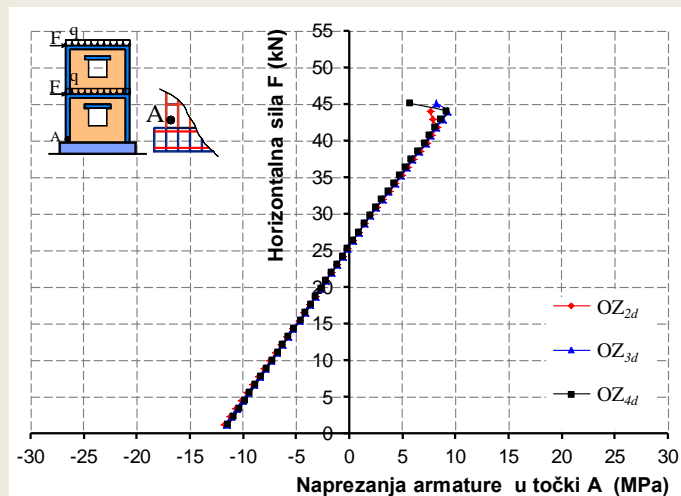 F q
F q
A
A
Horizontalna sila F (kN)
55
50
45
40
35
30
25
20
15
10
5
0
-30 -25 -20 -15 -10 -5 0 5 10 15 20 25 30
Naprezanja armature u točki A (MPa)
OZ2d
OZ3d
OZ4d